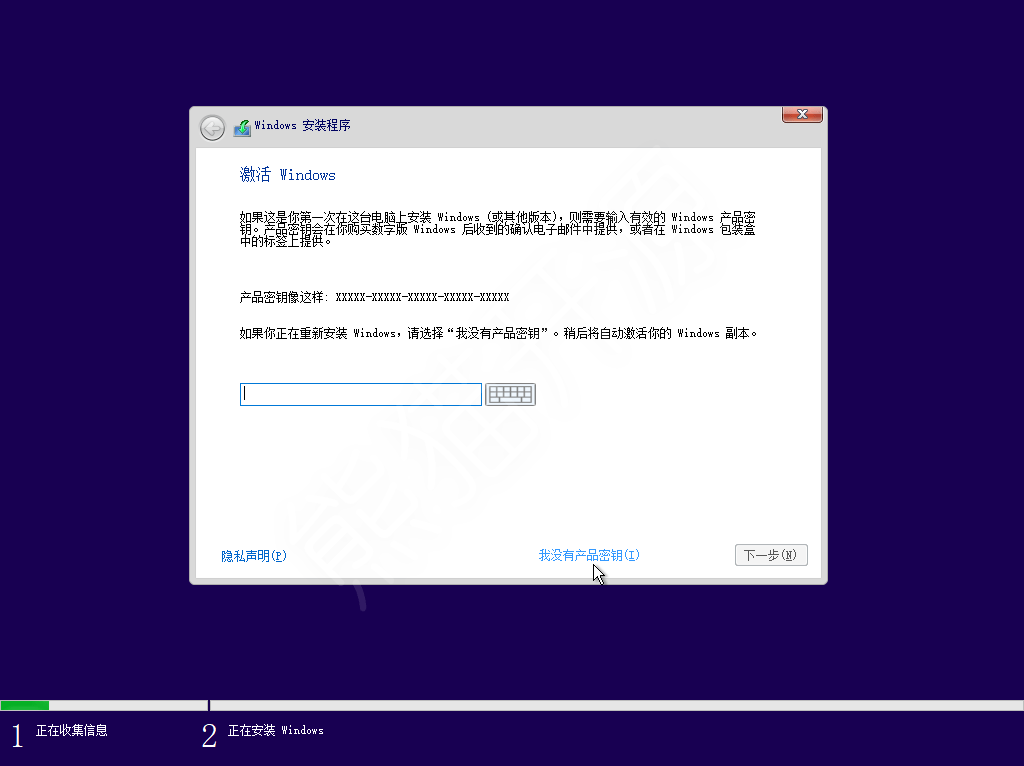 Windows 安装程序
激活 Windows
如果这是你第一次在这台电脑上安装 Windows (或其他版本)，则需要输入有效的 Windows 产品密
钥。产品密钥会在你购买数字版 Windows 后收到的确认电子邮件中提供，或者在 Windows 包装盒
中的标签上提供。
产品密钥像这样: XXXXX-XXXXX-XXXXX-XXXXX-XXXXX
如果你正在重新安装 Windows，请选择“我没有产品密钥”。稍后将自动激活你的 Windows 副本。
隐私声明(P)
我没有产品密钥(I)
下一步(N)
1 正在收集信息
2 正在安装 Windows